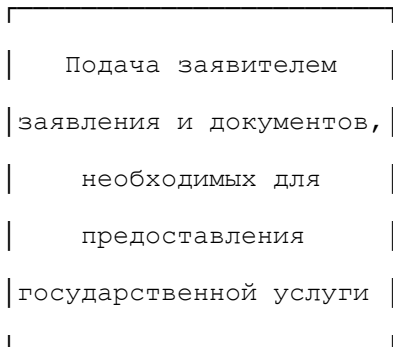 Подача заявителем
заявления и документов,
необходимых для
предоставления
государственной услуги